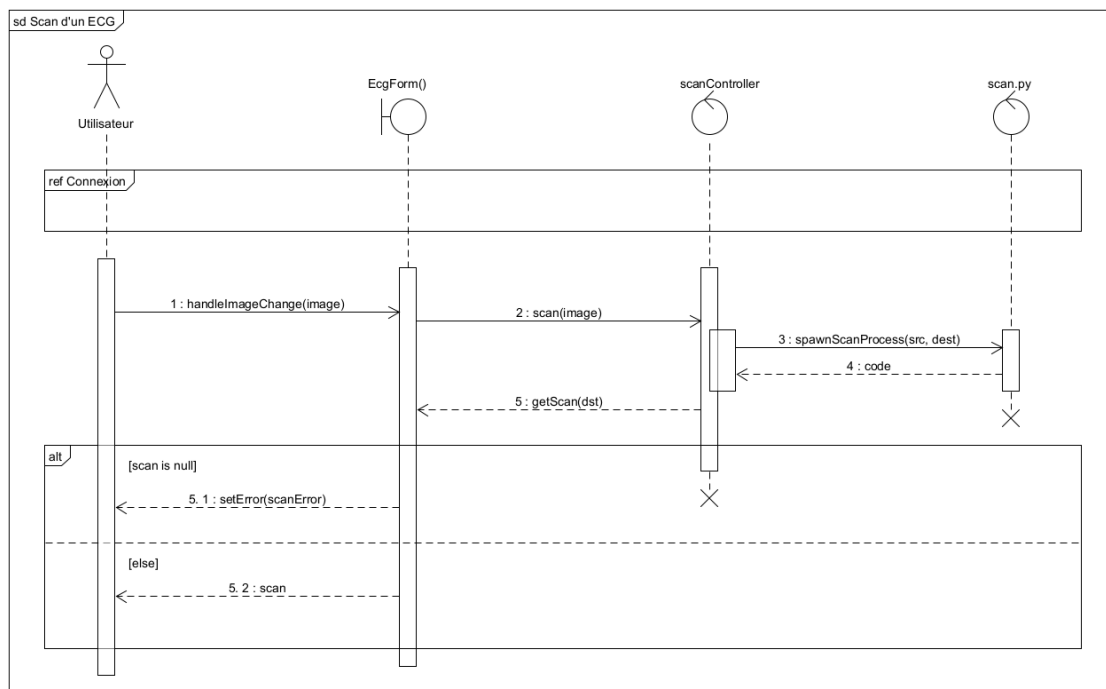 sd Scan d'un ECG
Utilisateur
EcgForm()
scanController
scan.py
ref Connexion
1 : handleImageChange(image)
2 : scan(image)
3 : spawnScanProcess(src, dest)
4 : code
5 : getScan(dst)
alt
[scan is null]
5. 1 : setError(scanError)
[else]
5. 2 : scan